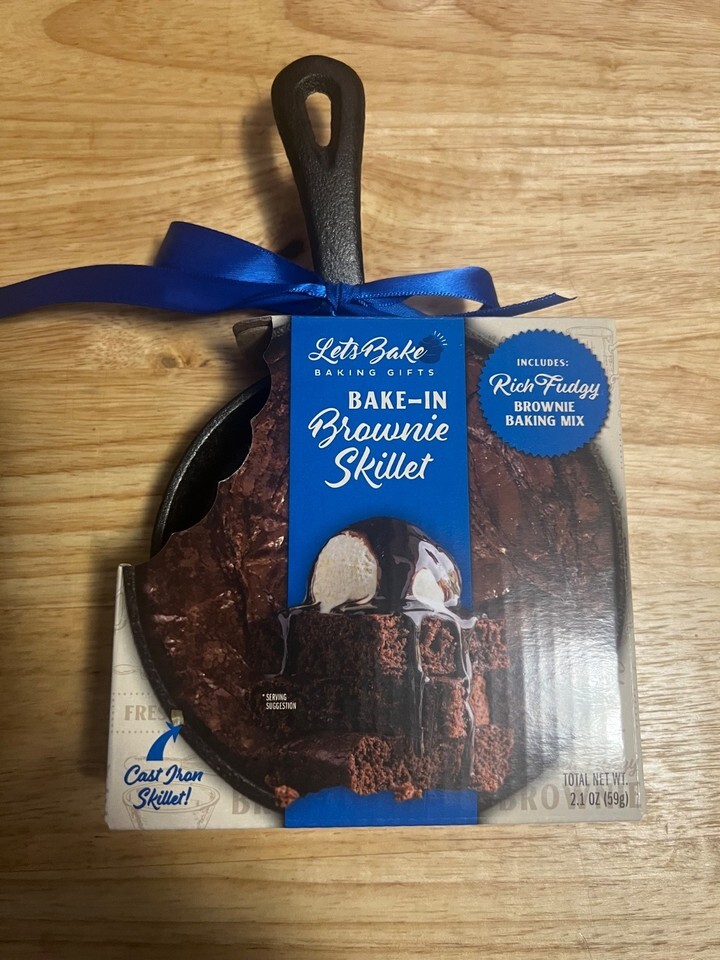 Let's Bake
BAKING GIFTS
BAKE-IN
Brownie
Skillet
INCLUDES:
Rich Fudgy
BROWNIE
BAKING MIX
* SERVING
SUGGESTION
FRES
Cast Iron
Skillet!
TOTAL NET WT.
2.1 OZ (59g)